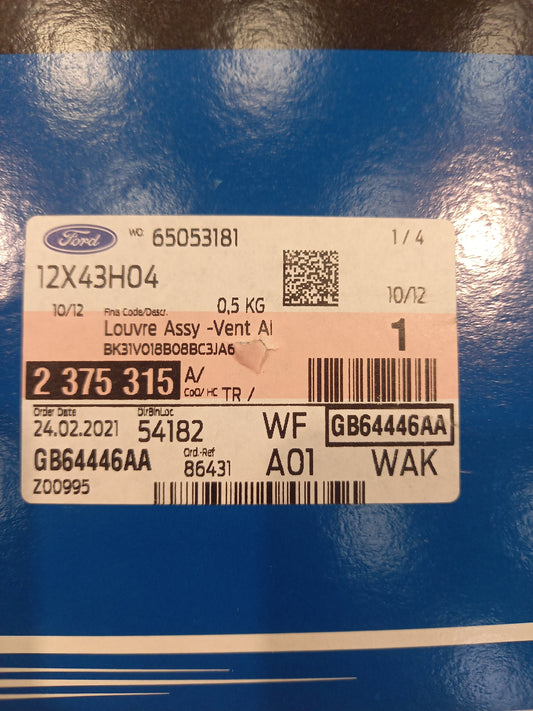 Ford WO: 65053181 1/4
12X43H04
10/12 Fina Code/Descr. 0,5 KG 10/12
Louvre Assy -Vent AI 1
BK31V018B08BC3JA6
2 375 315 A/
CoO/ HC TR /
Order Date DlrBinLoc
24.02.2021 54182 WF GB64446AA
GB64446AA Ord.-Ref 86431 A01 WAK
Z00995